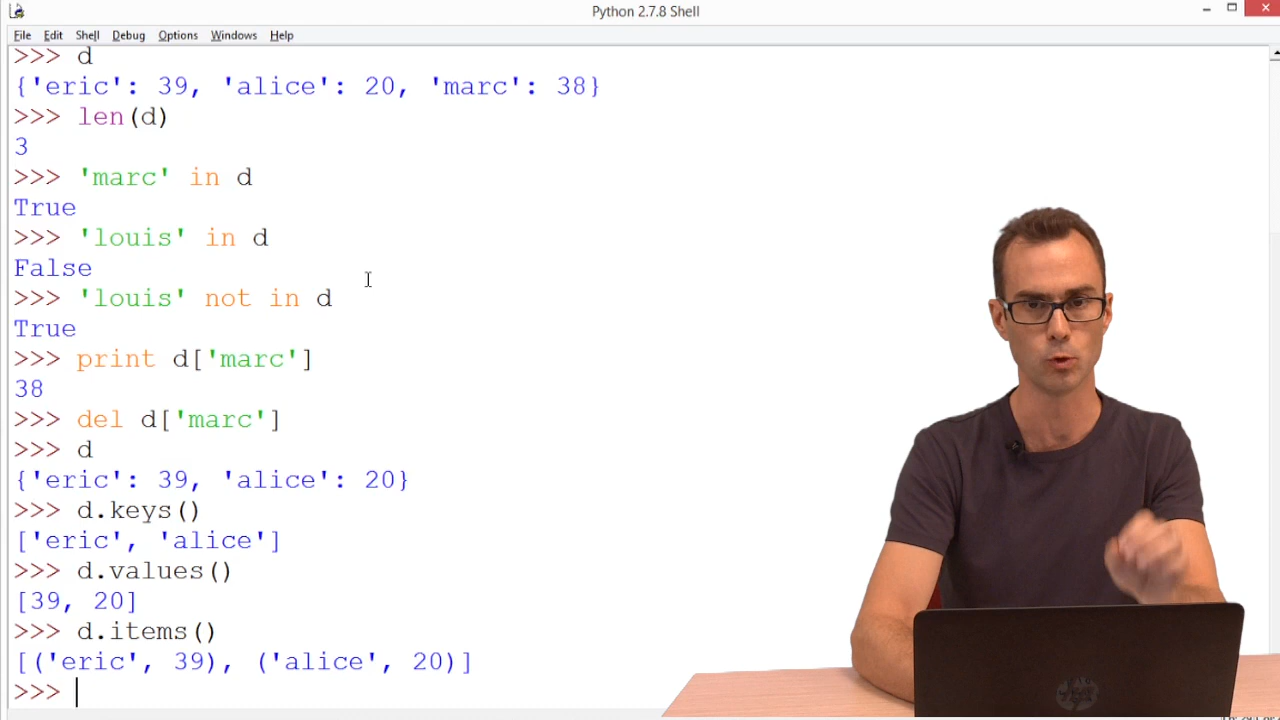 Python 2.7.8 Shell
File Edit Shell Debug Options Windows Help
>>> d
{'eric': 39, 'alice': 20, 'marc': 38}
>>> len(d)
3
>>> 'marc' in d
True
>>> 'louis' in d
False
>>> 'louis' not in d
True
>>> print d['marc']
38
>>> del d['marc']
>>> d
{'eric': 39, 'alice': 20}
>>> d.keys()
['eric', 'alice']
>>> d.values()
[39, 20]
>>> d.items()
[('eric', 39), ('alice', 20)]
>>>